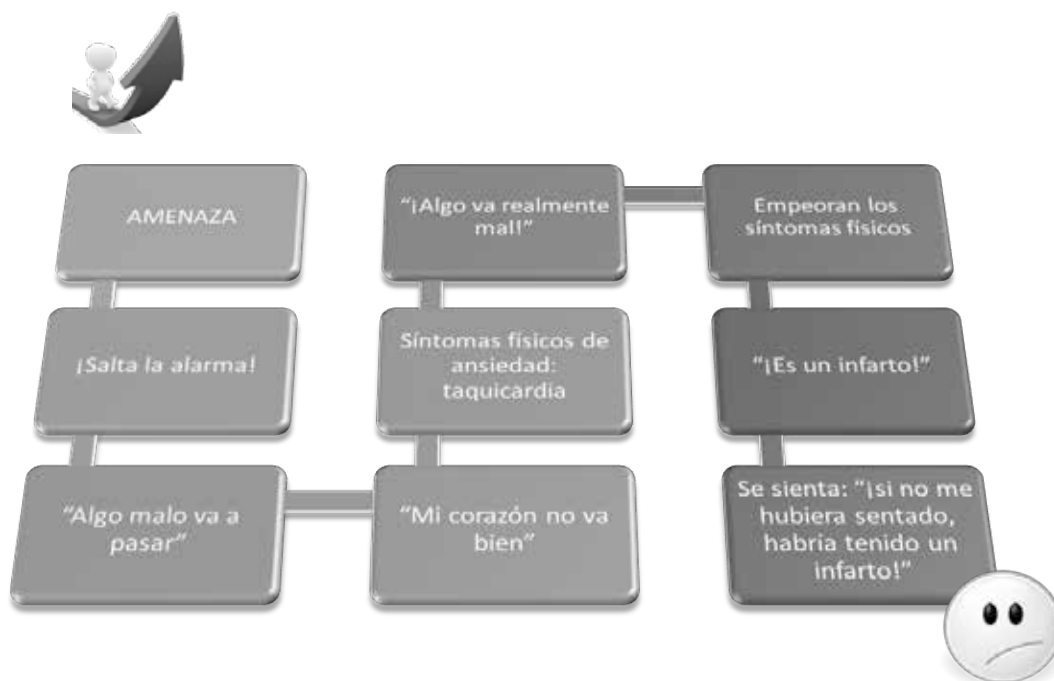 AMENAZA
¡Salta la alarma!
"Algo malo va a
pasar"
"Mi corazón no va
bien"
Síntomas físicos de
ansiedad:
taquicardia
"¡Algo va realmente
mal!"
Empeoran los
síntomas físicos
"¡Es un infarto!"
Se sienta: "¡si no me
hubiera sentado,
habría tenido un
infarto!"